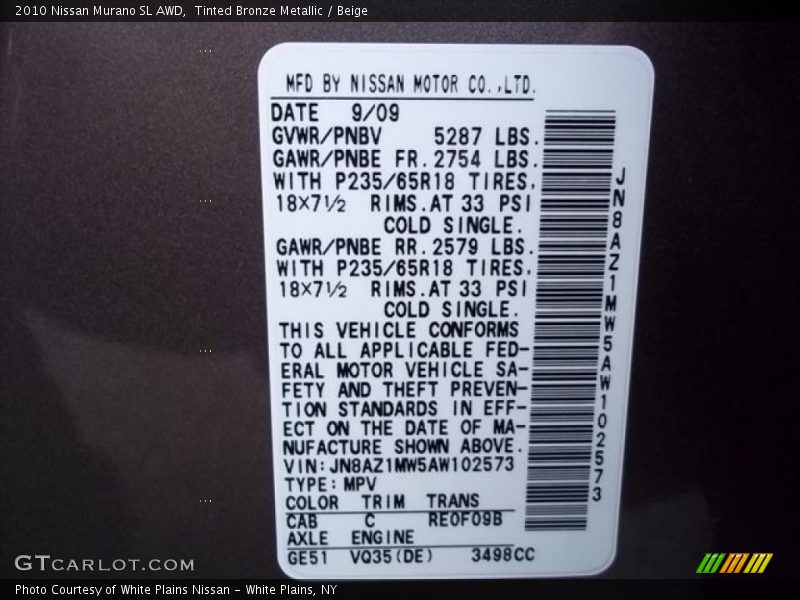 2010 Nissan Murano SL AWD,  Tinted Bronze Metallic / Beige
MFD BY NISSAN MOTOR CO.,LTD.
DATE 9/09
GVWR/PNBV 5287 LBS.
GAWR/PNBE FR. 2754 LBS.
WITH P235/65R18 TIRES,
18×7½ RIMS. AT 33 PSI
COLD SINGLE.
GAWR/PNBE RR. 2579 LBS.
WITH P235/65R18 TIRES,
18×7½ RIMS. AT 33 PSI
COLD SINGLE.
THIS VEHICLE CONFORMS
TO ALL APPLICABLE FED-
ERAL MOTOR VEHICLE SA-
FETY AND THEFT PREVEN-
TION STANDARDS IN EFF-
ECT ON THE DATE OF MA-
NUFACTURE SHOWN ABOVE.
VIN: JN8AZ1MW5AW102573
TYPE: MPV
COLOR TRIM TRANS
CAB C RE0F09B
AXLE ENGINE
GE51 VQ35(DE) 3498CC
JN8AZ1MW5AW102573
GTCARLOT.COM
Photo Courtesy of White Plains Nissan - White Plains, NY